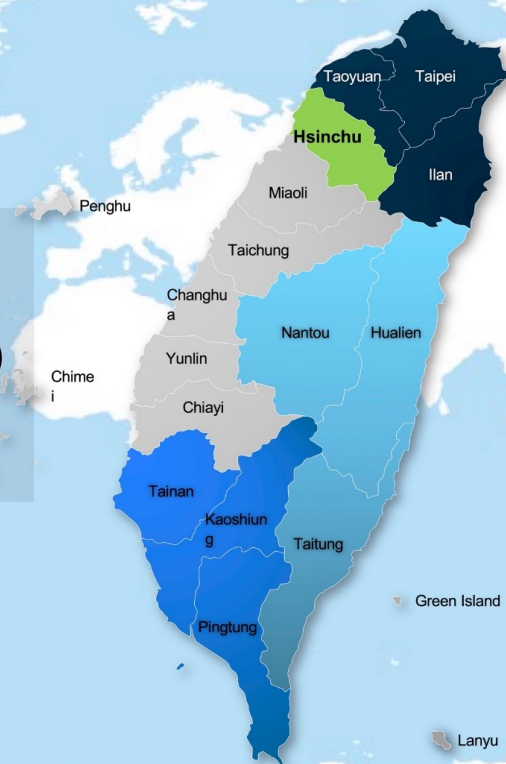 Taoyuan
Taipei
Hsinchu
Ilan
Miaoli
Penghu
Taichung
Changhu
a
Nantou
Hualien
Yunlin
Chime
i
Chiayi
Tainan
Kaoshiun
g
Taitung
Green Island
Pingtung
Lanyu